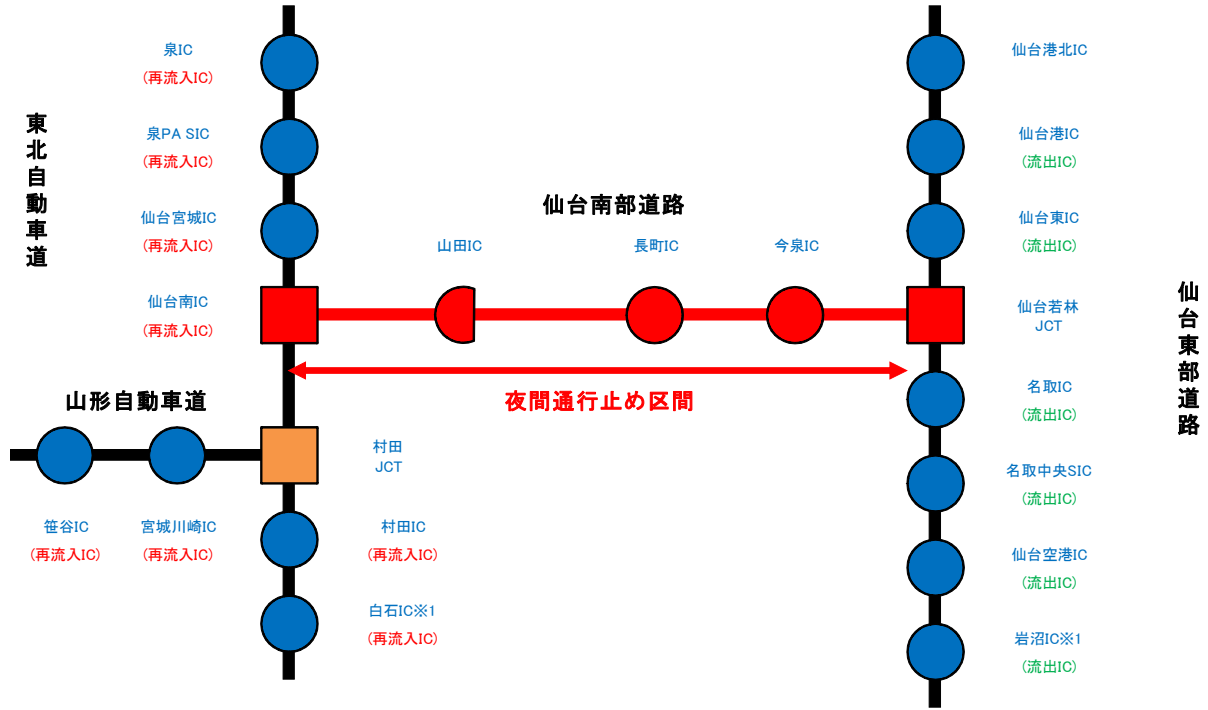 東北自動車道
泉IC
(再流入IC)
泉PA SIC
(再流入IC)
仙台宮城IC
(再流入IC)
仙台南IC
(再流入IC)
仙台南部道路
山田IC
長町IC
今泉IC
夜間通行止め区間
山形自動車道
笹谷IC
(再流入IC)
宮城川崎IC
(再流入IC)
村田
JCT
村田IC
(再流入IC)
白石IC※1
(再流入IC)
仙台港北IC
仙台港IC
(流出IC)
仙台東IC
(流出IC)
仙台若林
JCT
名取IC
(流出IC)
名取中央SIC
(流出IC)
仙台空港IC
(流出IC)
岩沼IC※1
(流出IC)
仙台東部道路